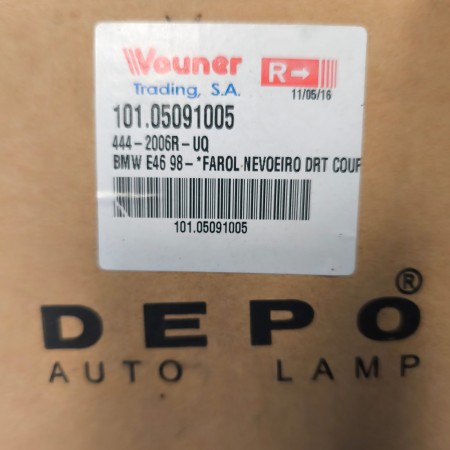 Wouner
Trading, S.A.
R→
11/05/16
101.05091005
444-2006R-UQ
BMW E46 98- *FAROL NEVOEIRO DRT COUP
101.05091005
DEPO®
AUTO LAMP